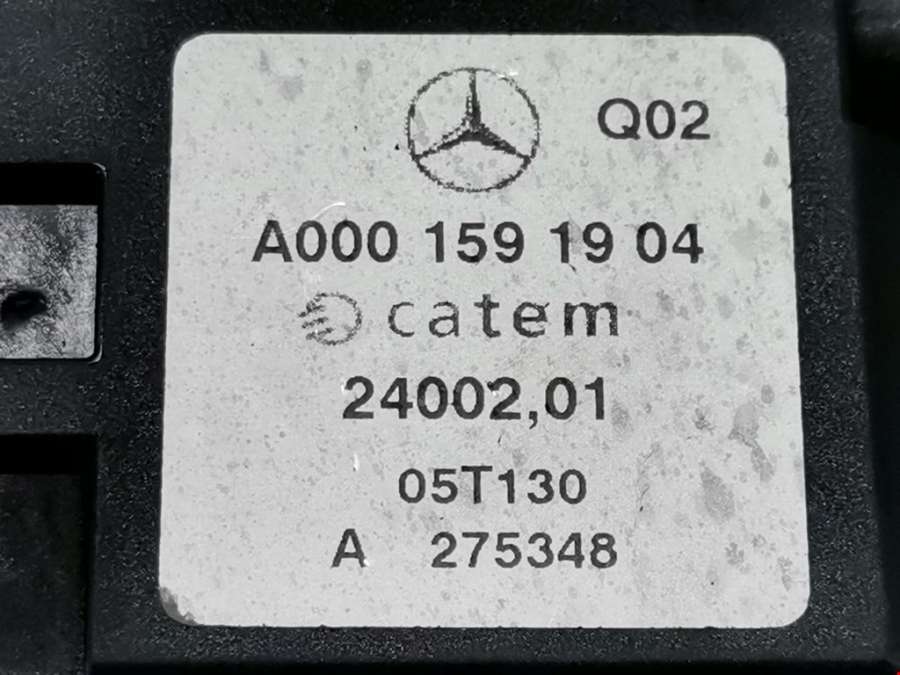 Q02
A000 159 19 04
catem
24002,01
05T130
A 275348